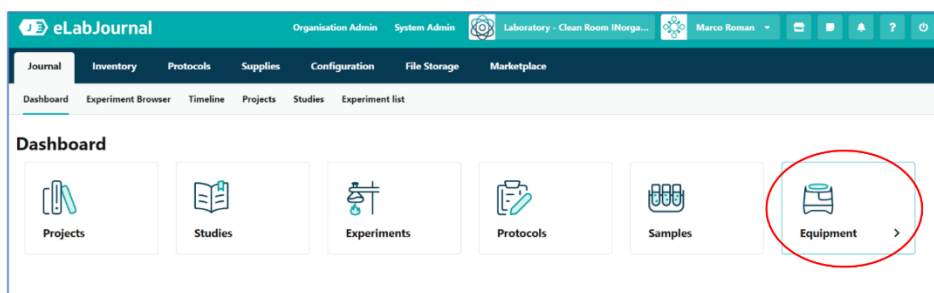 eLabJournal Organisation Admin System Admin Laboratory - Clean Room INorga... Marco Roman ?
Journal Inventory Protocols Supplies Configuration File Storage Marketplace
Dashboard Experiment Browser Timeline Projects Studies Experiment list
Dashboard
Projects Studies Experiments Protocols Samples Equipment